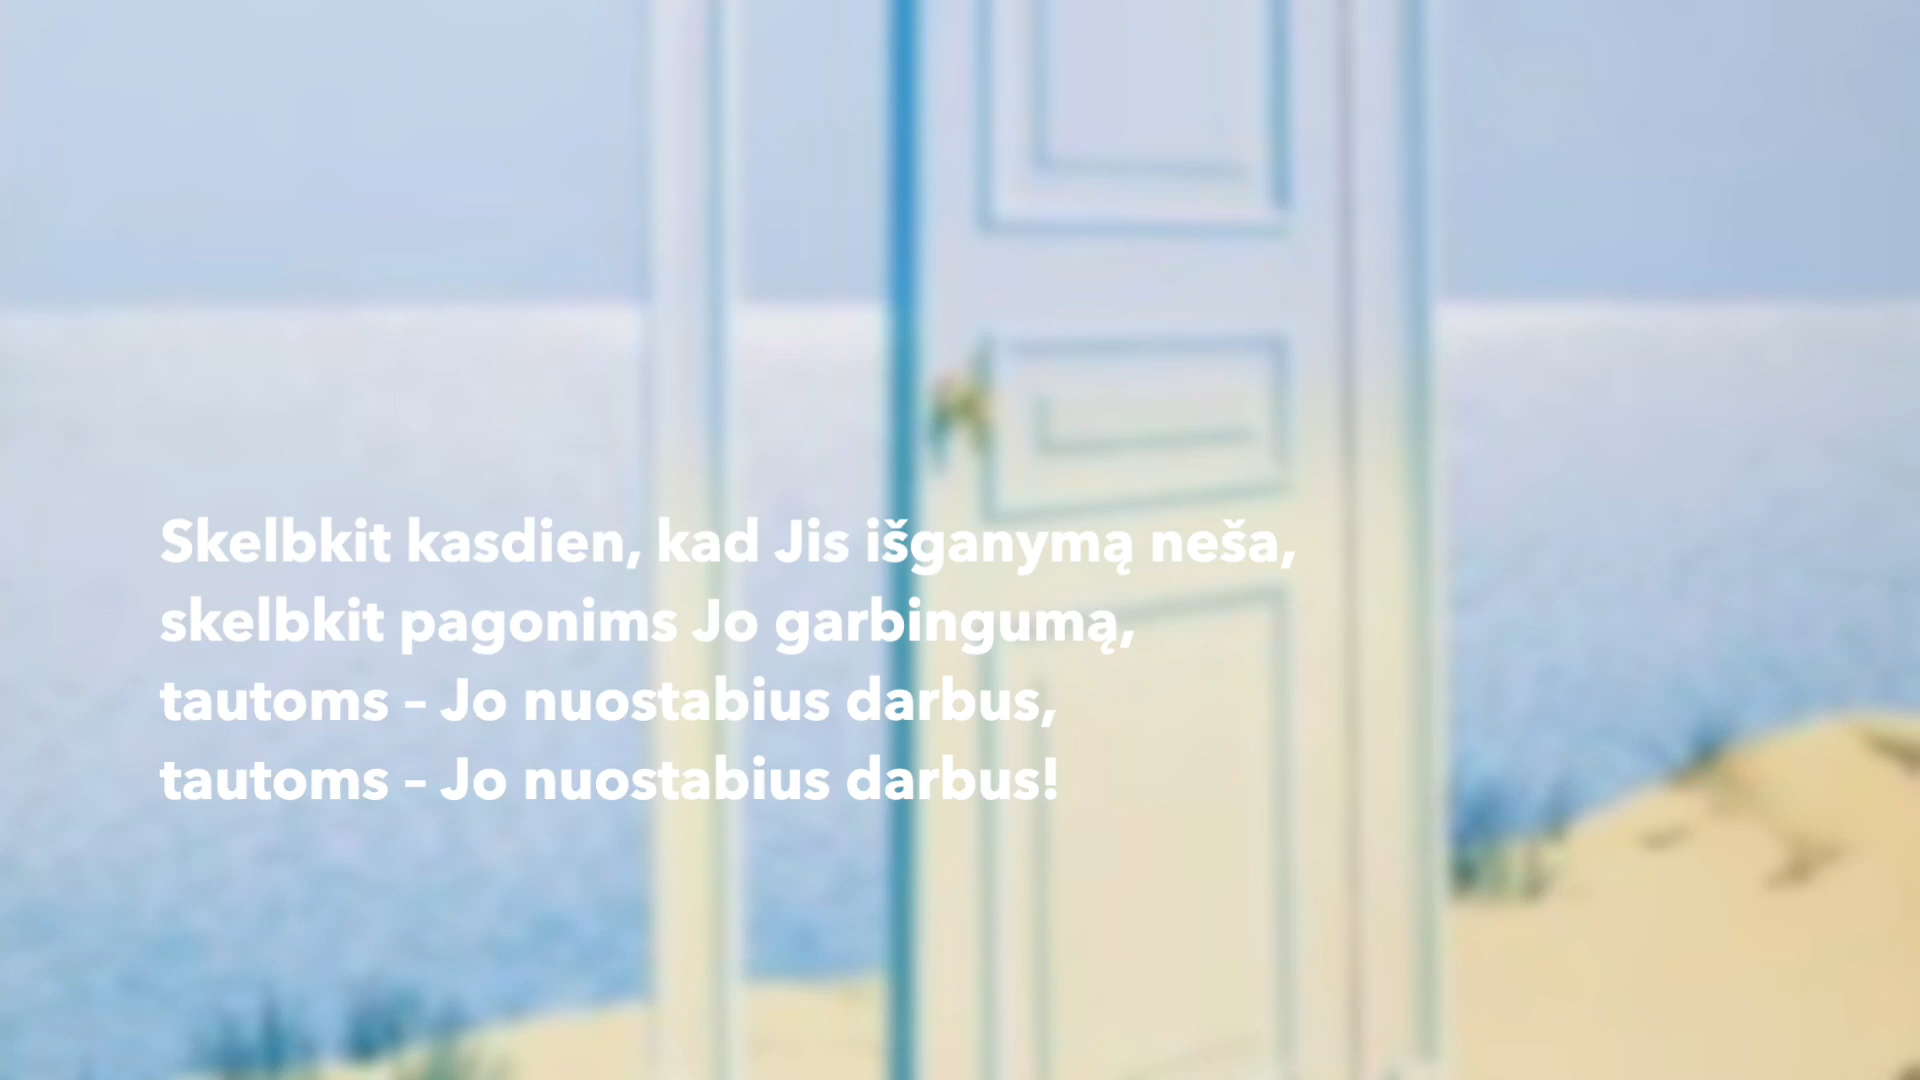 Skelbkit kasdien, kad Jis išganymą neša,
skelbkit pagonims Jo garbingumą,
tautoms – Jo nuostabius darbus,
tautoms – Jo nuostabius darbus!